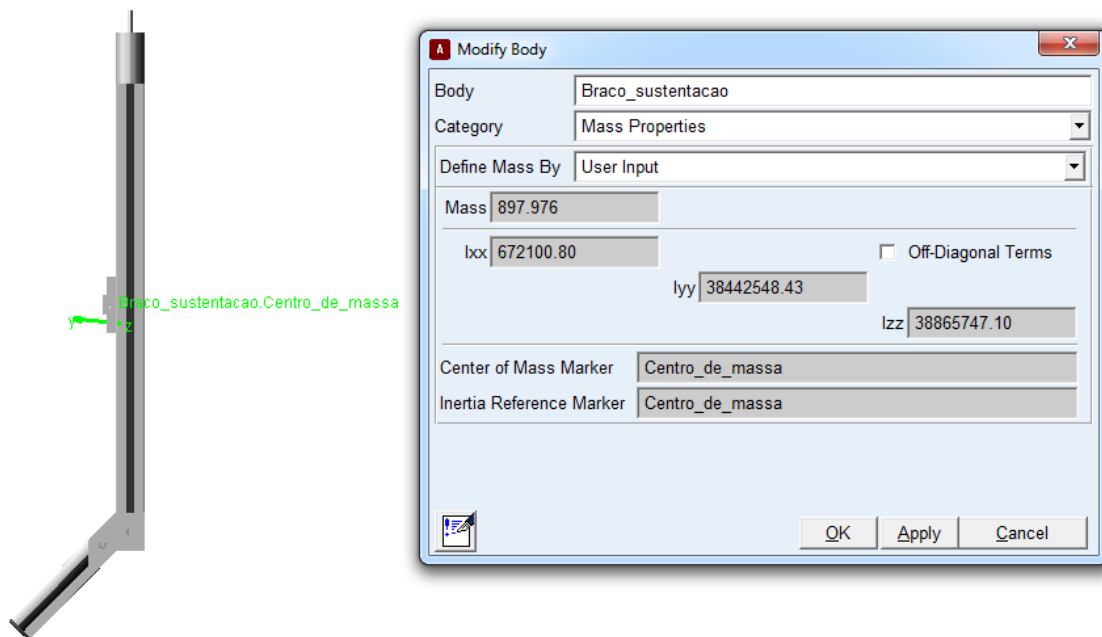 Modify Body
Body Braco_sustentacao
Category Mass Properties
Define Mass By User Input
Mass 897.976
Ixx 672100.80 Off-Diagonal Terms
Iyy 38442548.43
Braco_sustentacao.Centro_de_massa
y z
Izz 38865747.10
Center of Mass Marker Centro_de_massa
Inertia Reference Marker Centro_de_massa
OK Apply Cancel